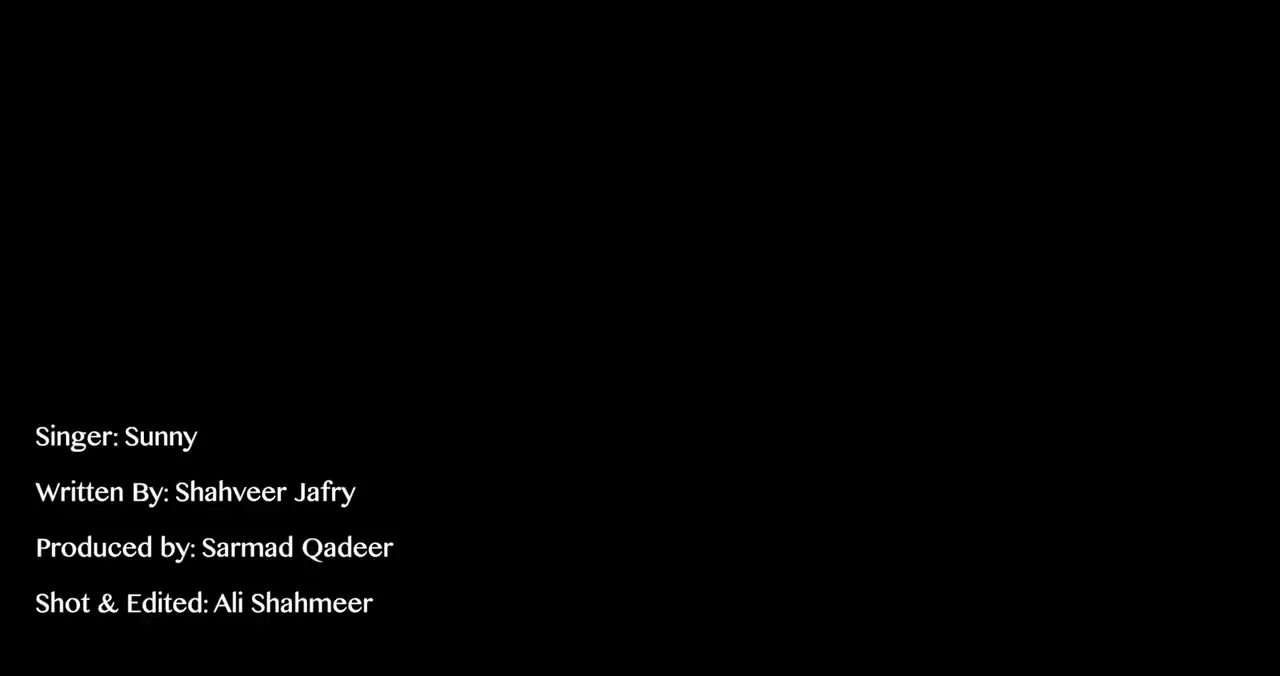 Singer: Sunny
Written By: Shahveer Jafry
Produced by: Sarmad Qadeer
Shot & Edited: Ali Shahmeer